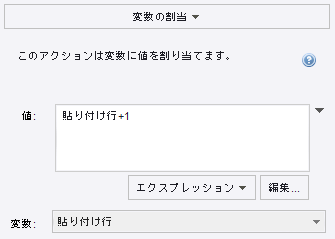 変数の割当
このアクションは変数に値を割り当てます。
?
値:
貼り付け行+1
エクスプレッション
編集...
変数:
貼り付け行